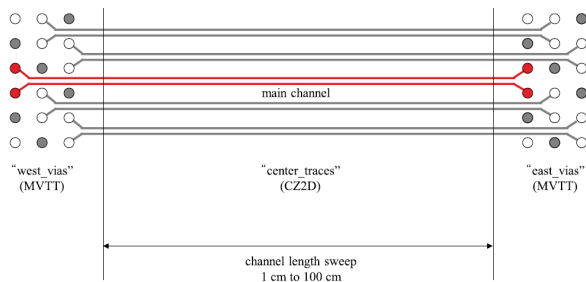 main channel
"west_vias"
(MVTT)
"center_traces"
(CZ2D)
"east_vias"
(MVTT)
channel length sweep
1 cm to 100 cm